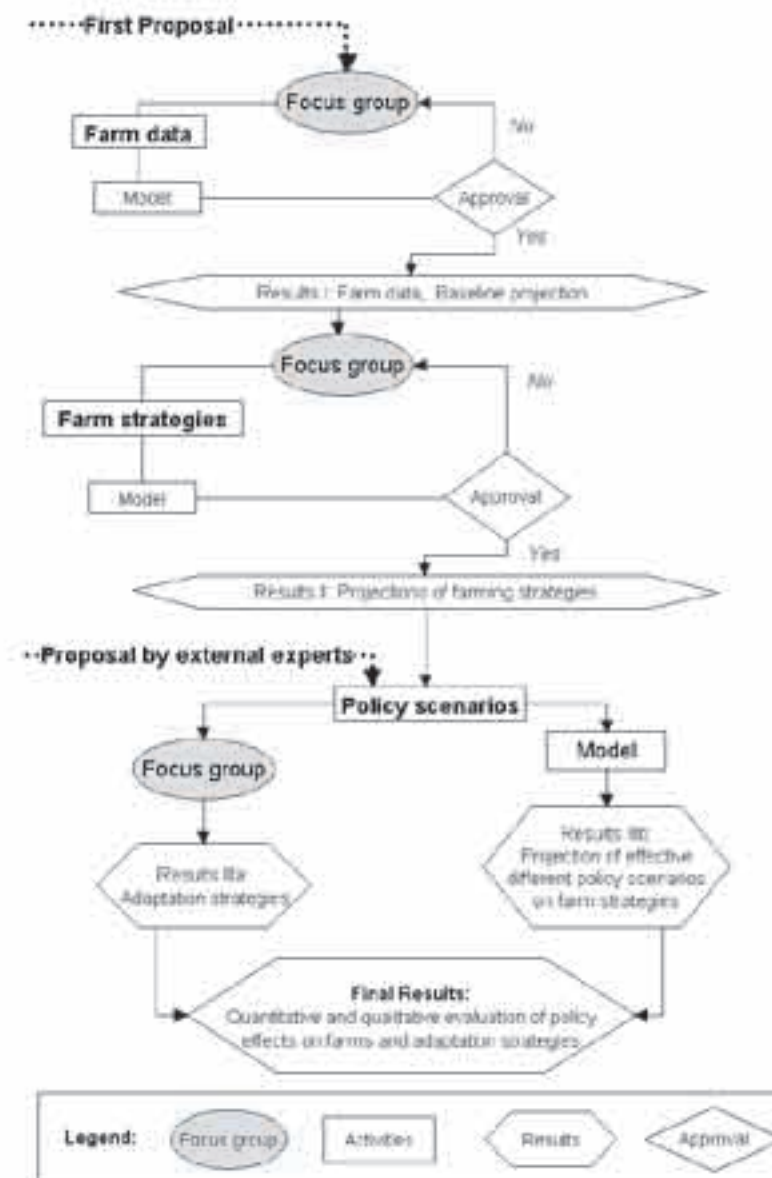 First Proposal
Focus group
No
Farm data
Model
Approval
Yes
Results I: Farm data, Baseline projection
Focus group
No
Farm strategies
Model
Approval
Yes
Results II: Projections of farming strategies
Proposal by external experts
Policy scenarios
Focus group
Model
Results IIIa:
Adaptation strategies
Results IIIb:
Projection of effective
different policy scenarios
on farm strategies
Final Results:
Quantitative and qualitative evaluation of policy
effects on farms and adaptation strategies
Legend:
Focus group
Activities
Results
Approval